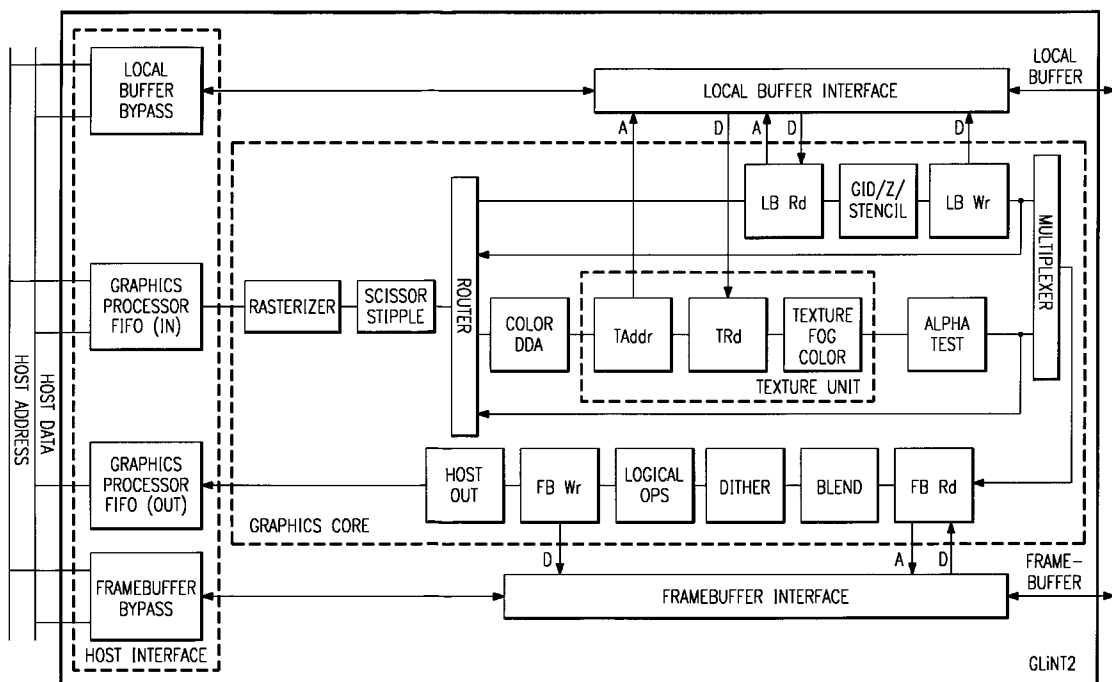 LOCAL
BUFFER
BYPASS
LOCAL BUFFER INTERFACE
LOCAL
BUFFER
A
D
A
D
D
LB Rd
GID/Z/
STENCIL
LB Wr
MULTIPLEXER
ROUTER
GRAPHICS
PROCESSOR
FIFO (IN)
RASTERIZER
SCISSOR
STIPPLE
COLOR
DDA
TAddr
TRd
TEXTURE
FOG
COLOR
TEXTURE UNIT
ALPHA
TEST
HOST ADDRESS
HOST DATA
GRAPHICS
PROCESSOR
FIFO (OUT)
HOST
OUT
FB Wr
LOGICAL
OPS
DITHER
BLEND
FB Rd
GRAPHICS CORE
D
A
D
FRAMEBUFFER
BYPASS
FRAMEBUFFER INTERFACE
FRAME-
BUFFER
HOST INTERFACE
GLiNT2